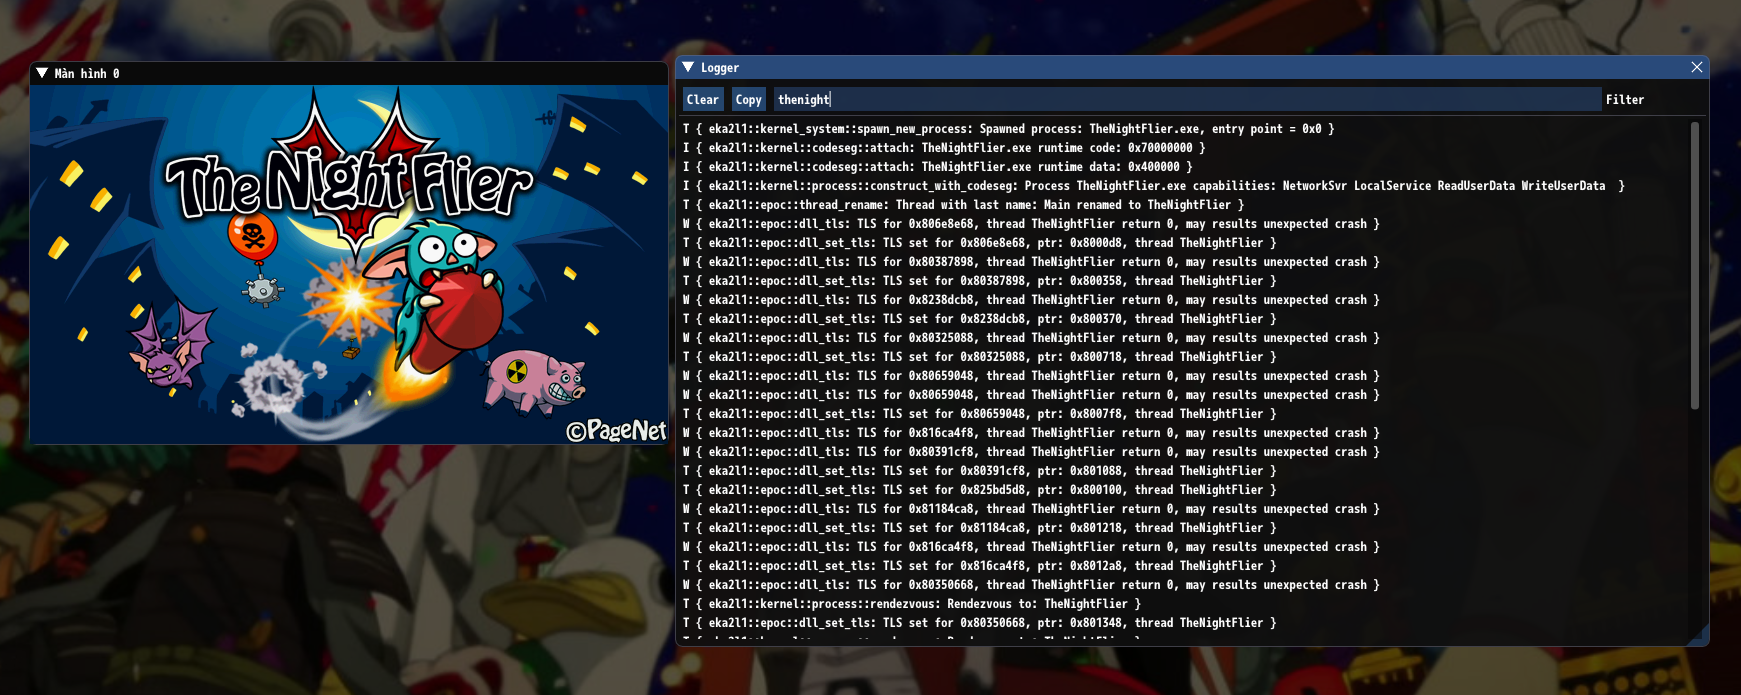 Màn hình 0
The Night Flier
©PageNet
Logger
Clear Copy thenight Filter
T { eka2l1::kernel_system::spawn_new_process: Spawned process: TheNightFlier.exe, entry point = 0x0 }
I { eka2l1::kernel::codeseg::attach: TheNightFlier.exe runtime code: 0x70000000 }
I { eka2l1::kernel::codeseg::attach: TheNightFlier.exe runtime data: 0x400000 }
I { eka2l1::kernel::process::construct_with_codeseg: Process TheNightFlier.exe capabilities: NetworkSvr LocalService ReadUserData WriteUserData  }
T { eka2l1::epoc::thread_rename: Thread with last name: Main renamed to TheNightFlier }
W { eka2l1::epoc::dll_tls: TLS for 0x806e8e68, thread TheNightFlier return 0, may results unexpected crash }
T { eka2l1::epoc::dll_set_tls: TLS set for 0x806e8e68, ptr: 0x8000d8, thread TheNightFlier }
W { eka2l1::epoc::dll_tls: TLS for 0x80387898, thread TheNightFlier return 0, may results unexpected crash }
T { eka2l1::epoc::dll_set_tls: TLS set for 0x80387898, ptr: 0x800358, thread TheNightFlier }
W { eka2l1::epoc::dll_tls: TLS for 0x8238dcb8, thread TheNightFlier return 0, may results unexpected crash }
T { eka2l1::epoc::dll_set_tls: TLS set for 0x8238dcb8, ptr: 0x800370, thread TheNightFlier }
W { eka2l1::epoc::dll_tls: TLS for 0x80325088, thread TheNightFlier return 0, may results unexpected crash }
T { eka2l1::epoc::dll_set_tls: TLS set for 0x80325088, ptr: 0x800718, thread TheNightFlier }
W { eka2l1::epoc::dll_tls: TLS for 0x80659048, thread TheNightFlier return 0, may results unexpected crash }
W { eka2l1::epoc::dll_tls: TLS for 0x80659048, thread TheNightFlier return 0, may results unexpected crash }
T { eka2l1::epoc::dll_set_tls: TLS set for 0x80659048, ptr: 0x8007f8, thread TheNightFlier }
W { eka2l1::epoc::dll_tls: TLS for 0x816ca4f8, thread TheNightFlier return 0, may results unexpected crash }
W { eka2l1::epoc::dll_tls: TLS for 0x80391cf8, thread TheNightFlier return 0, may results unexpected crash }
T { eka2l1::epoc::dll_set_tls: TLS set for 0x80391cf8, ptr: 0x801088, thread TheNightFlier }
T { eka2l1::epoc::dll_set_tls: TLS set for 0x825bd5d8, ptr: 0x800100, thread TheNightFlier }
W { eka2l1::epoc::dll_tls: TLS for 0x81184ca8, thread TheNightFlier return 0, may results unexpected crash }
T { eka2l1::epoc::dll_set_tls: TLS set for 0x81184ca8, ptr: 0x801218, thread TheNightFlier }
W { eka2l1::epoc::dll_tls: TLS for 0x816ca4f8, thread TheNightFlier return 0, may results unexpected crash }
T { eka2l1::epoc::dll_set_tls: TLS set for 0x816ca4f8, ptr: 0x8012a8, thread TheNightFlier }
W { eka2l1::epoc::dll_tls: TLS for 0x80350668, thread TheNightFlier return 0, may results unexpected crash }
T { eka2l1::kernel::process::rendezvous: Rendezvous to: TheNightFlier }
T { eka2l1::epoc::dll_set_tls: TLS set for 0x80350668, ptr: 0x801348, thread TheNightFlier }